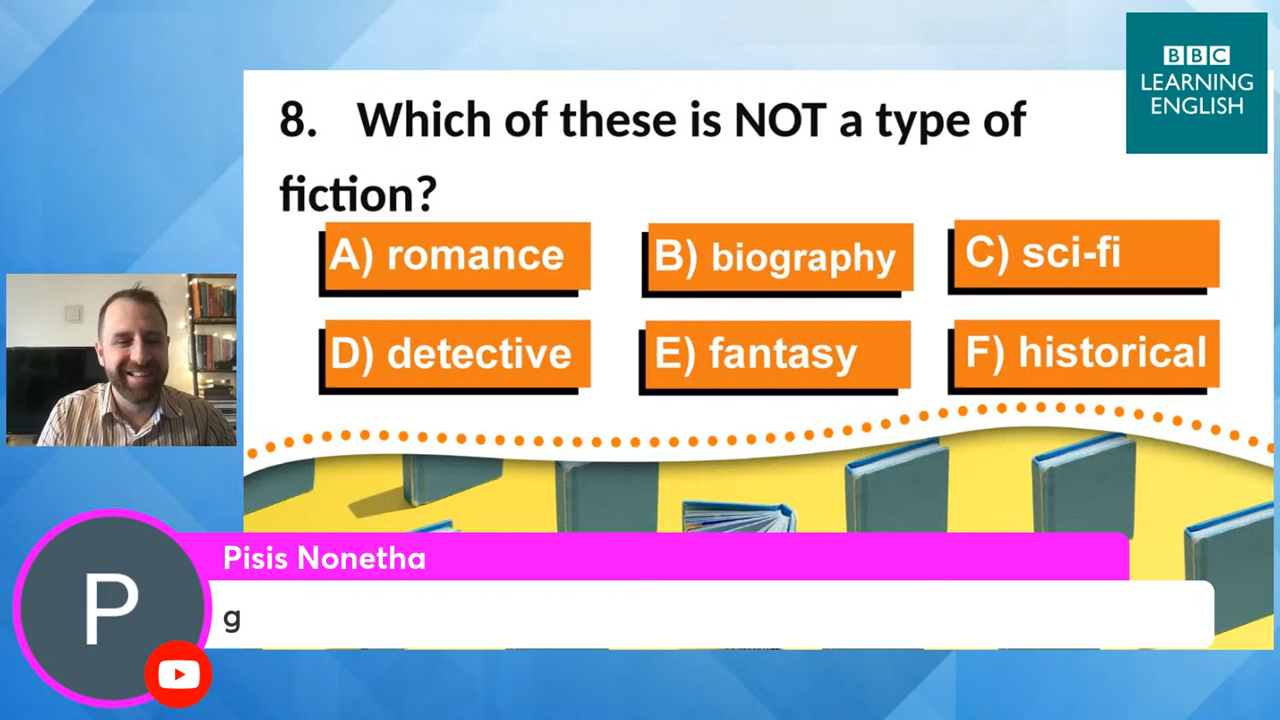 BBC
LEARNING
ENGLISH
8. Which of these is NOT a type of
fiction?
A) romance
B) biography
C) sci-fi
D) detective
E) fantasy
F) historical
P
Pisis Nonetha
g